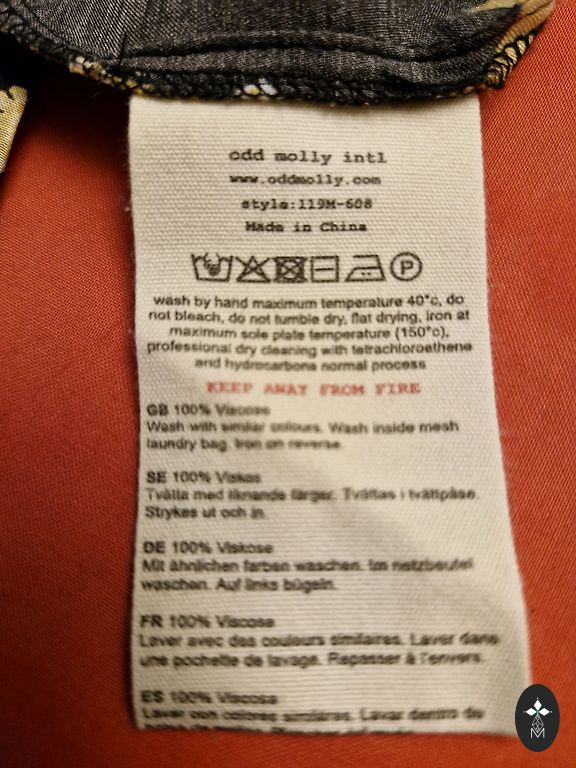 odd molly intl
www.oddmolly.com
style:119M-608
Made in China
P
wash by hand maximum temperature 40°c, do
not bleach, do not tumble dry, flat drying, iron at
maximum sole plate temperature (150°c),
professional dry cleaning with tetrachloroethene
and hydrocarbons normal process
KEEP AWAY FROM FIRE
GB 100% Viscose
Wash with similar colours. Wash inside mesh
laundry bag. Iron on reverse.
SE 100% Viskos
Tvätta med liknande färger. Tvättas i tvättpåse.
Strykes ut och in.
DE 100% Viskose
Mit ähnlichen farben waschen. Im netzbeutel
waschen. Auf links bügeln.
FR 100% Viscose
Laver avec des couleurs similaires. Laver dans
une pochette de lavage. Repasser à l'envers.
ES 100% Viscosa
Lavar con colores similares. Lavar dentro de
M